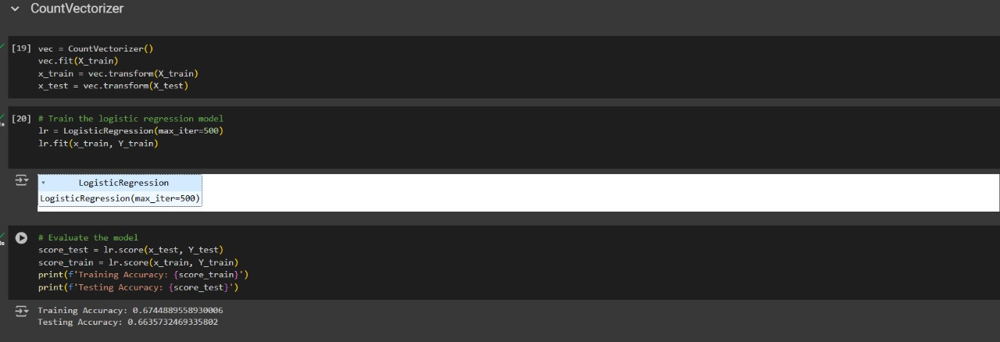 CountVectorizer
[19] vec = CountVectorizer()
vec.fit(X_train)
x_train = vec.transform(X_train)
x_test = vec.transform(X_test)
[20] # Train the logistic regression model
lr = LogisticRegression(max_iter=500)
lr.fit(x_train, Y_train)
LogisticRegression
LogisticRegression(max_iter=500)
# Evaluate the model
score_test = lr.score(x_test, Y_test)
score_train = lr.score(x_train, Y_train)
print(f'Training Accuracy: {score_train}')
print(f'Testing Accuracy: {score_test}')
Training Accuracy: 0.6744889558930006
Testing Accuracy: 0.6635732469335802